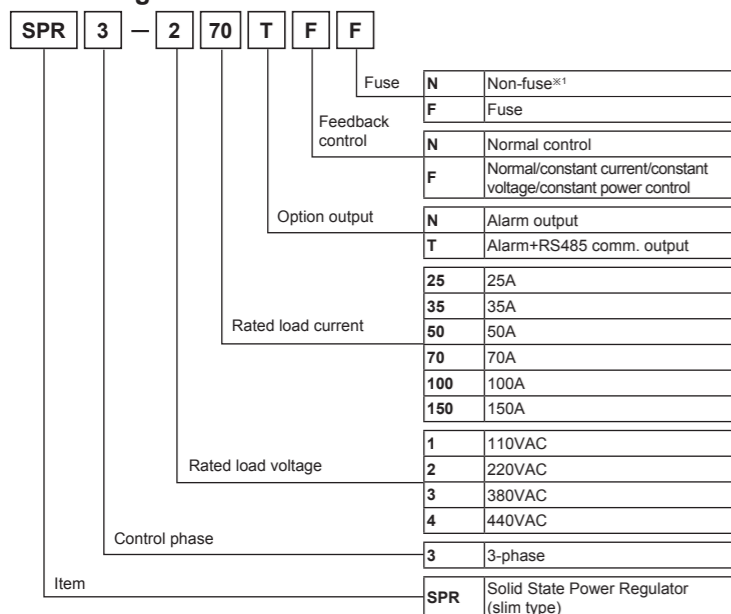 SPR 3 — 2 70 T F F
Fuse
N Non-fuse※1
F Fuse
Feedback
control
N Normal control
F Normal/constant current/constant
voltage/constant power control
Option output
N Alarm output
T Alarm+RS485 comm. output
Rated load current
25 25A
35 35A
50 50A
70 70A
100 100A
150 150A
Rated load voltage
1 110VAC
2 220VAC
3 380VAC
4 440VAC
Control phase
3 3-phase
Item
SPR Solid State Power Regulator
(slim type)